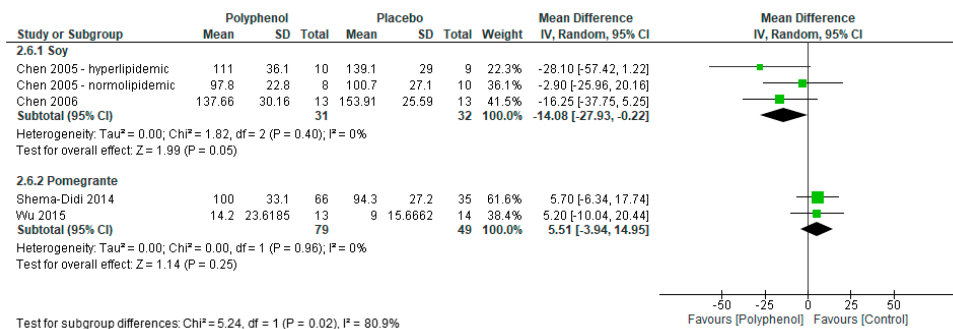 Polyphenol Placebo Mean Difference Mean Difference
Study or Subgroup Mean SD Total Mean SD Total Weight IV, Random, 95% CI IV, Random, 95% CI
2.6.1 Soy
Chen 2005 - hyperlipidemic 111 36.1 10 139.1 29 9 22.3% -28.10 [-57.42, 1.22]
Chen 2005 - normolipidemic 97.8 22.8 8 100.7 27.1 10 36.1% -2.90 [-25.96, 20.16]
Chen 2006 137.66 30.16 13 153.91 25.59 13 41.5% -16.25 [-37.75, 5.25]
Subtotal (95% CI) 31 32 100.0% -14.08 [-27.93, -0.22]
Heterogeneity: Tau² = 0.00; Chi² = 1.82, df = 2 (P = 0.40); I² = 0%
Test for overall effect: Z = 1.99 (P = 0.05)
2.6.2 Pomegrante
Shema-Didi 2014 100 33.1 66 94.3 27.2 35 61.6% 5.70 [-6.34, 17.74]
Wu 2015 14.2 23.6185 13 9 15.6662 14 38.4% 5.20 [-10.04, 20.44]
Subtotal (95% CI) 79 49 100.0% 5.51 [-3.94, 14.95]
Heterogeneity: Tau² = 0.00; Chi² = 0.00, df = 1 (P = 0.96); I² = 0%
Test for overall effect: Z = 1.14 (P = 0.25)
-50 -25 0 25 50
Favours [Polyphenol] Favours [Control]
Test for subgroup differences: Chi² = 5.24, df = 1 (P = 0.02), I² = 80.9%